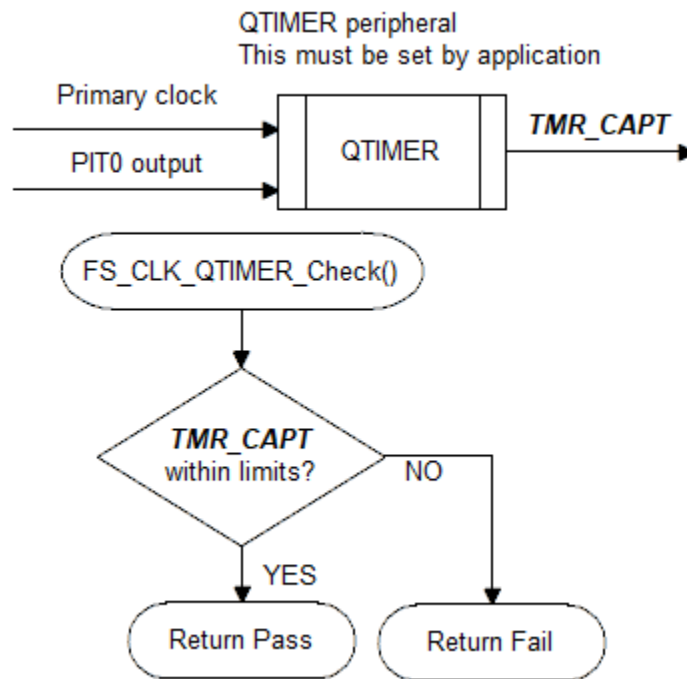 QTIMER peripheral
This must be set by application
Primary clock
PIT0 output
QTIMER
TMR_CAPT
FS_CLK_QTIMER_Check()
TMR_CAPT
within limits?
NO
YES
Return Pass
Return Fail